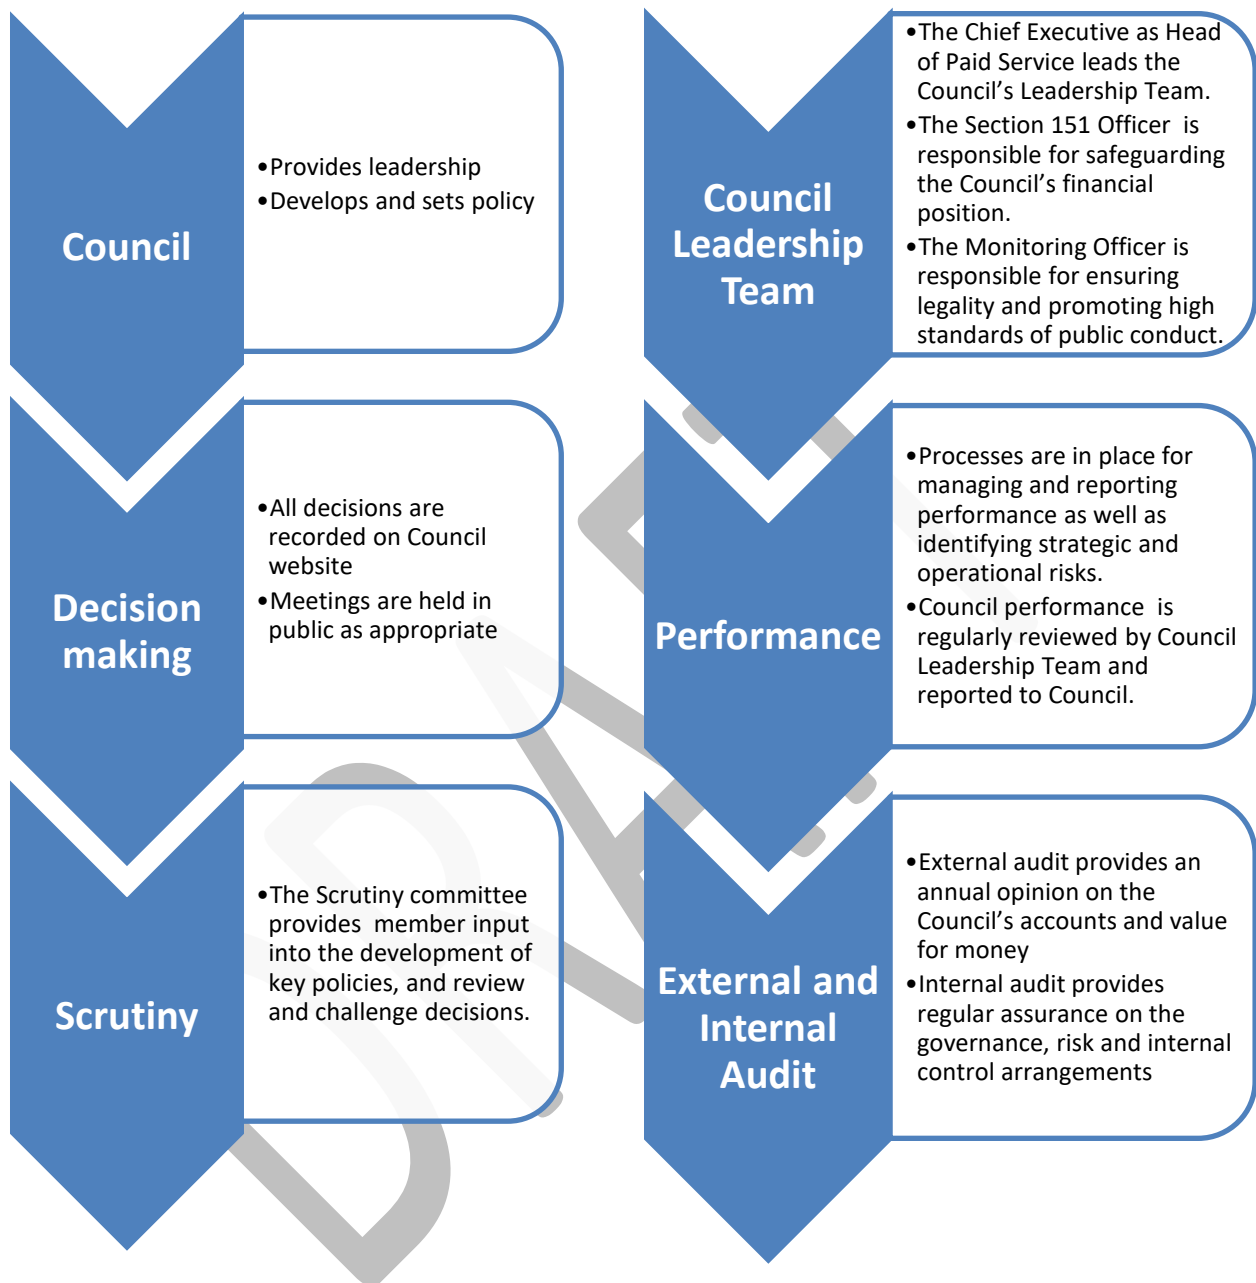 Council
•Provides leadership
•Develops and sets policy
Decision
making
•All decisions are
recorded on Council
website
•Meetings are held in
public as appropriate
Scrutiny
•The Scrutiny committee
provides  member input
into the development of
key policies, and review
and challenge decisions.
Council
Leadership
Team
•The Chief Executive as Head
of Paid Service leads the
Council’s Leadership Team.
•The Section 151 Officer  is
responsible for safeguarding
the Council’s financial
position.
•The Monitoring Officer is
responsible for ensuring
legality and promoting high
standards of public conduct.
Performance
•Processes are in place for
managing and reporting
performance as well as
identifying strategic and
operational risks.
•Council performance  is
regularly reviewed by Council
Leadership Team and
reported to Council.
External and
Internal
Audit
•External audit provides an
annual opinion on the
Council’s accounts and value
for money
•Internal audit provides
regular assurance on the
governance, risk and internal
control arrangements
DRAFT